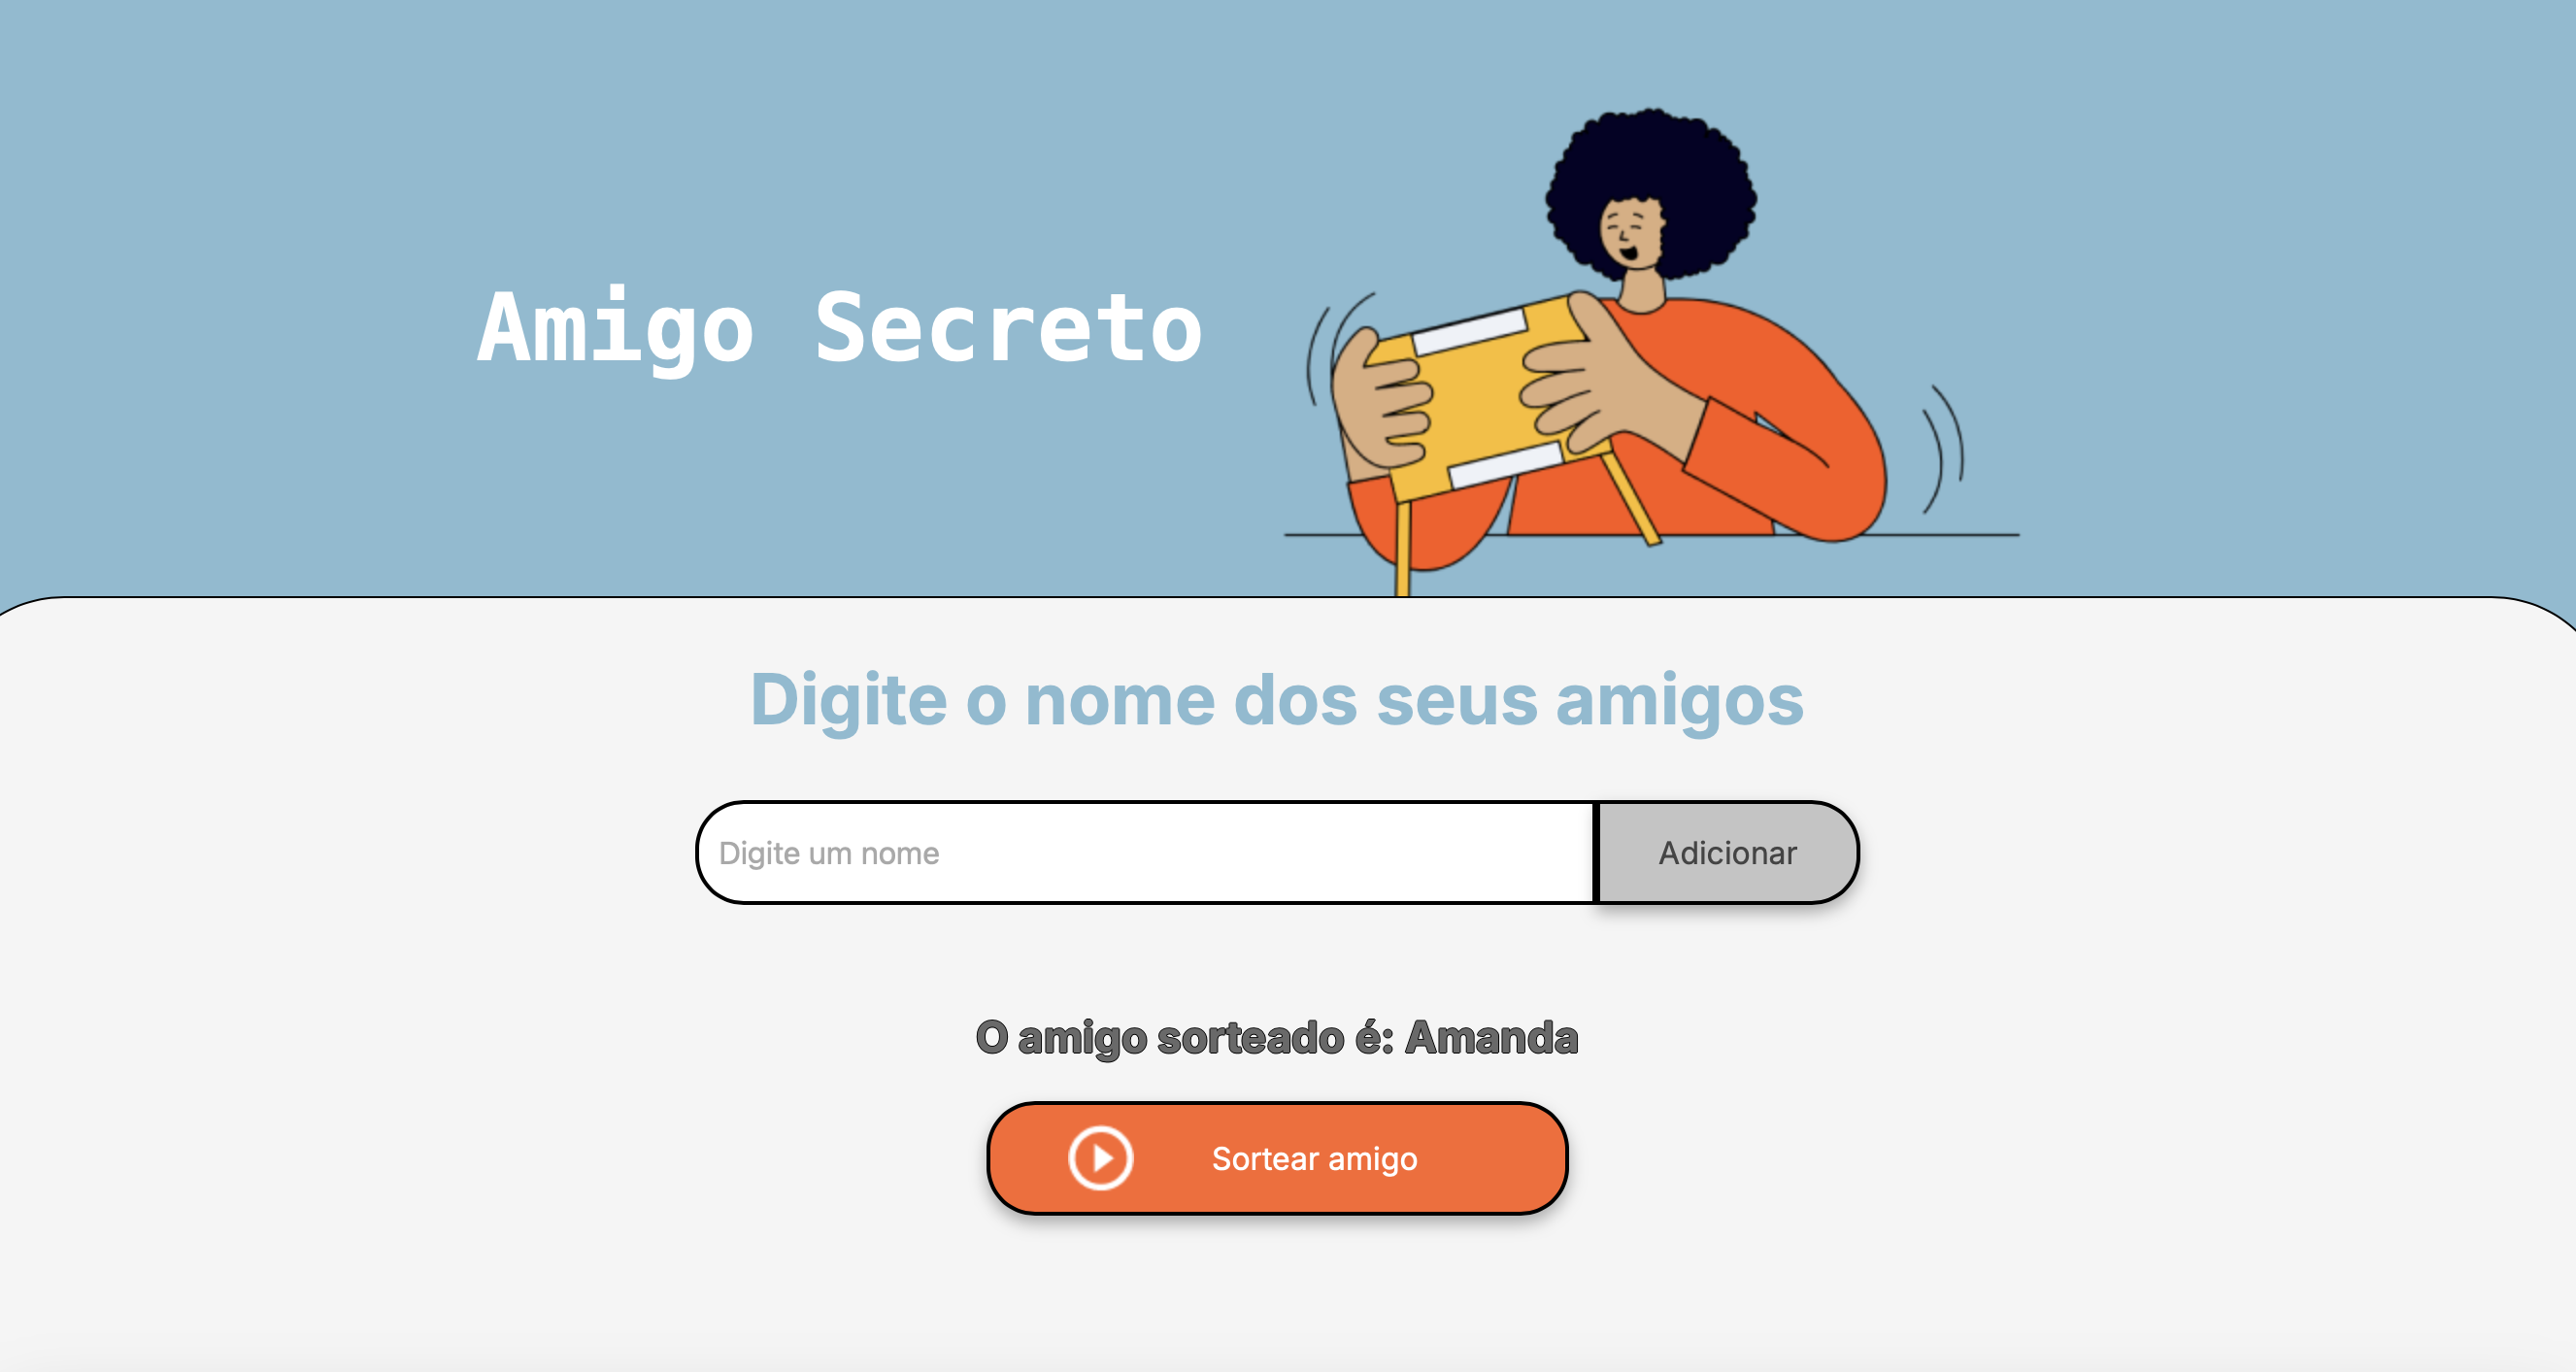 Amigo Secreto
Digite o nome dos seus amigos
Digite um nome
Adicionar
O amigo sorteado é: Amanda
Sortear amigo